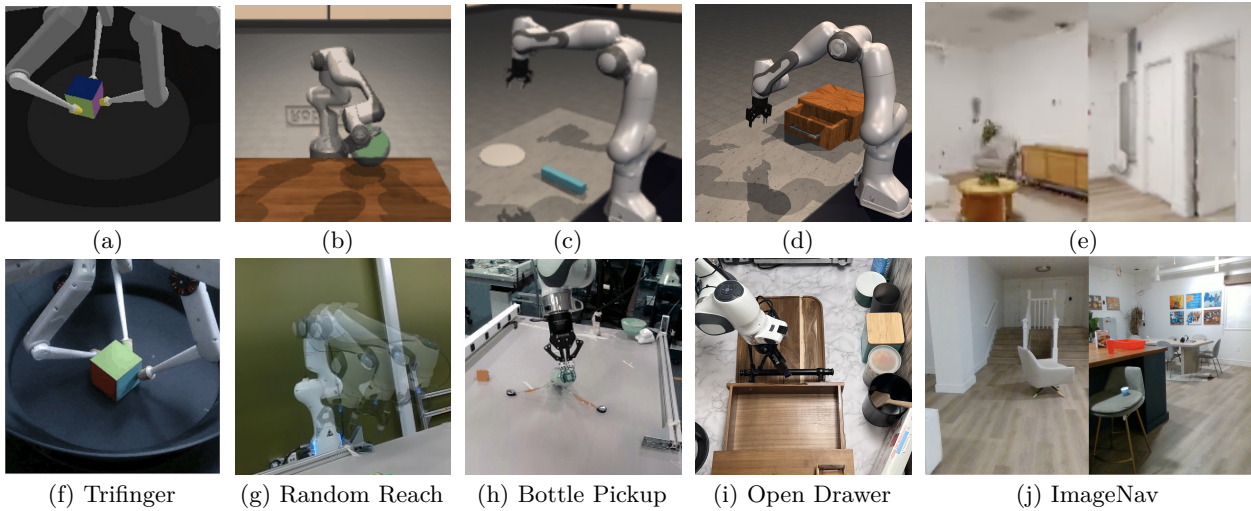 (a)
(b)
(c)
(d)
(e)
(f) Trifinger
(g) Random Reach
(h) Bottle Pickup
(i) Open Drawer
(j) ImageNav